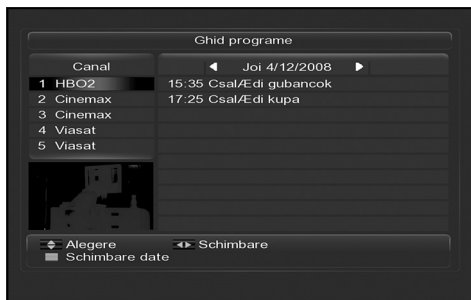 Ghid programe
Canal
Joi 4/12/2008
1 HBO2
15:35 CsalÆdi gubancok
2 Cinemax
17:25 CsalÆdi kupa
3 Cinemax
4 Viasat
5 Viasat
Alegere
Schimbare
Schimbare date